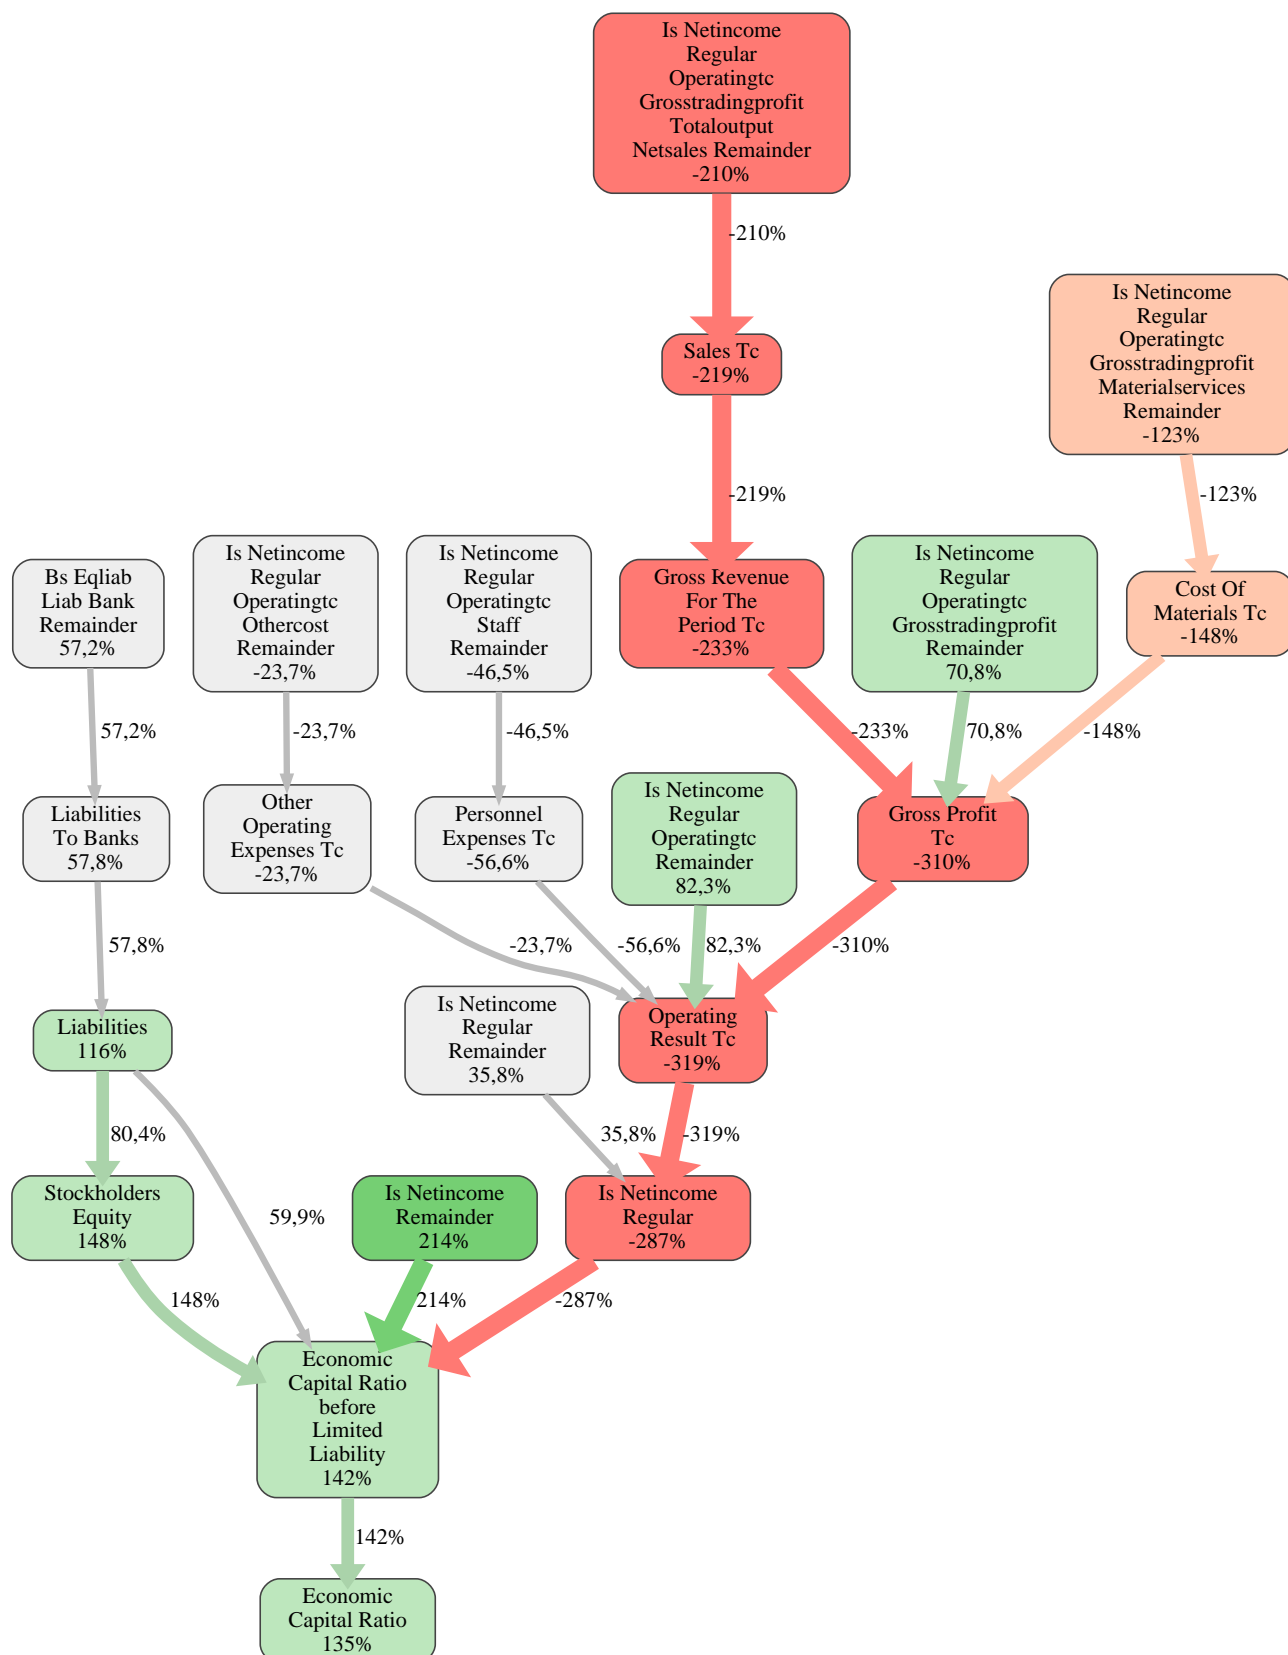 Is Netincome
Regular
Operatingtc
Grosstradingprofit
Totaloutput
Netsales Remainder
-210%
-210%
Is Netincome
Regular
Operatingtc
Grosstradingprofit
Materialservices
Remainder
-123%
Sales Tc
-219%
-219%
-123%
Bs Eqliab
Liab Bank
Remainder
57,2%
Is Netincome
Regular
Operatingtc
Othercost
Remainder
-23,7%
Is Netincome
Regular
Operatingtc
Staff
Remainder
-46,5%
Gross Revenue
For The
Period Tc
-233%
Is Netincome
Regular
Operatingtc
Grosstradingprofit
Remainder
70,8%
Cost Of
Materials Tc
-148%
57,2%
-23,7%
-46,5%
-233%
70,8%
-148%
Liabilities
To Banks
57,8%
Other
Operating
Expenses Tc
-23,7%
Personnel
Expenses Tc
-56,6%
Is Netincome
Regular
Operatingtc
Remainder
82,3%
Gross Profit
Tc
-310%
57,8%
-23,7%
-56,6%
82,3%
-310%
Liabilities
116%
Is Netincome
Regular
Remainder
35,8%
Operating
Result Tc
-319%
80,4%
35,8%
-319%
Stockholders
Equity
148%
59,9%
Is Netincome
Remainder
214%
Is Netincome
Regular
-287%
148%
214%
-287%
Economic
Capital Ratio
before
Limited
Liability
142%
142%
Economic
Capital Ratio
135%